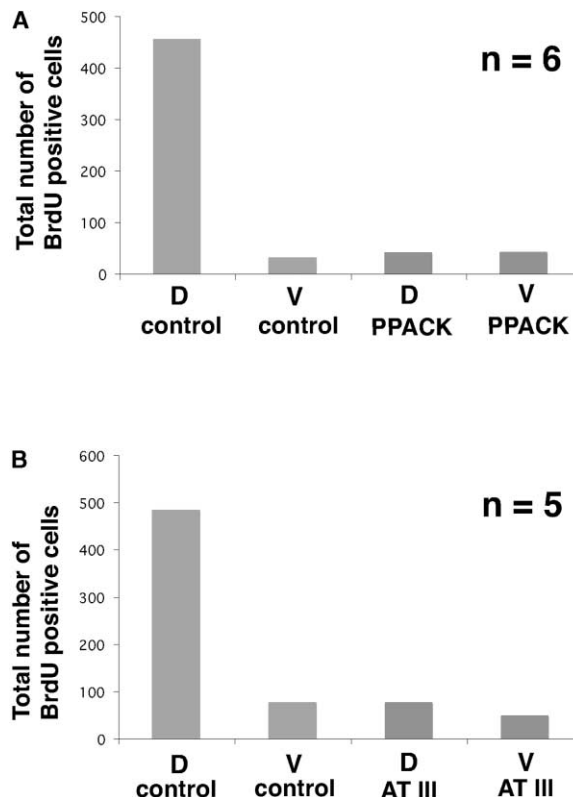 A
Total number of
BrdU positive cells
500
400
300
200
100
0
n = 6
D V D V
control control PPACK PPACK
B
Total number of
BrdU positive cells
600
500
400
300
200
100
0
n = 5
D V D V
control control AT III AT III